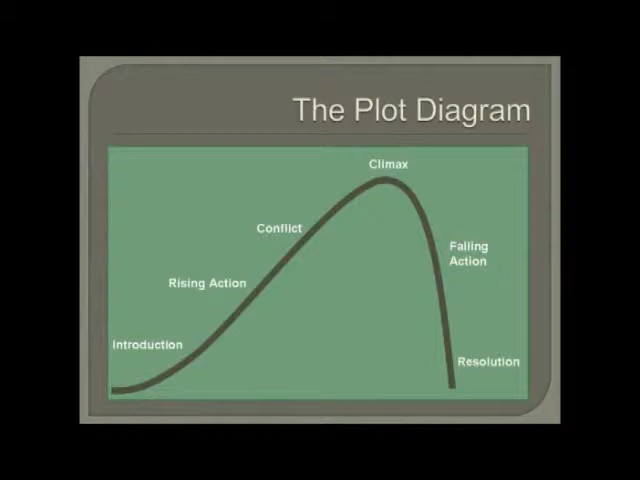 The Plot Diagram
Climax
Conflict
Falling
Action
Rising Action
Introduction
Resolution